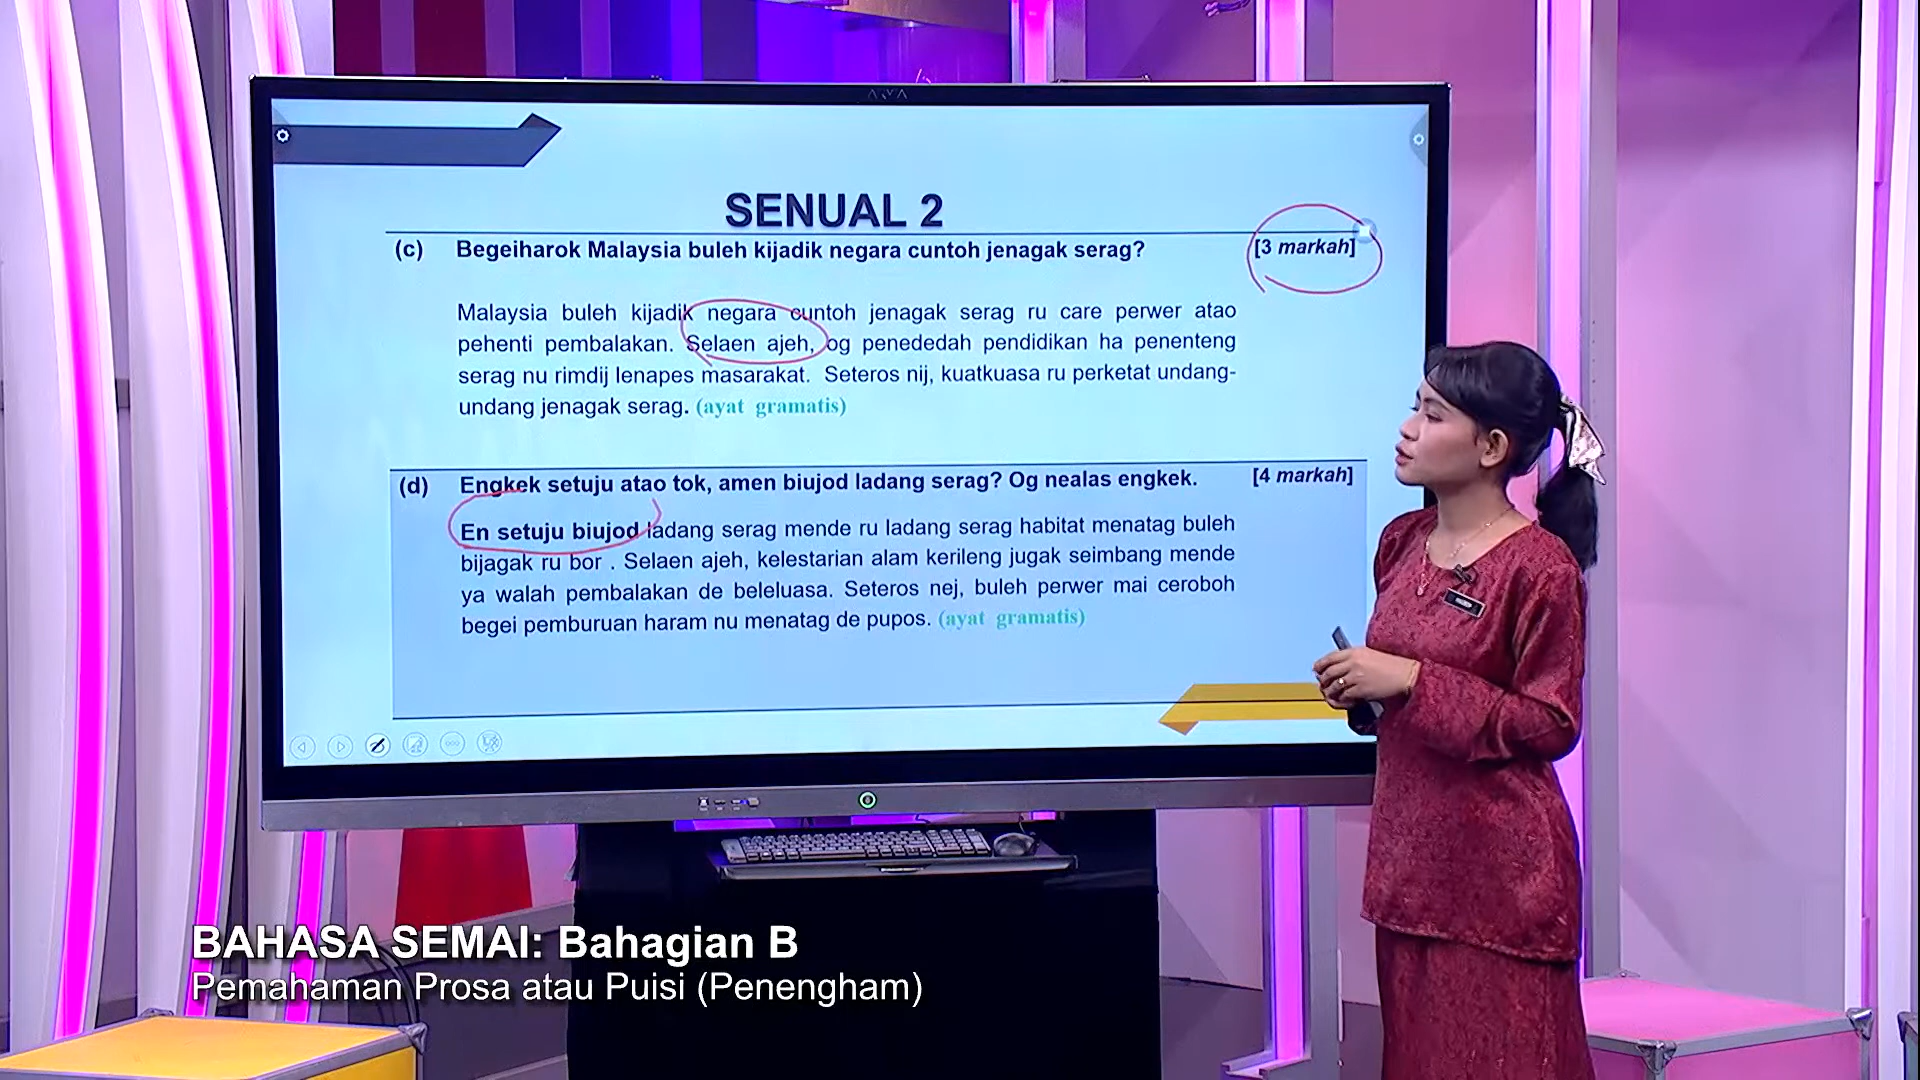 SENUAL 2
(c) Begeiharok Malaysia buleh kijadik negara cuntoh jenagak serag? [3 markah]
Malaysia buleh kijadik negara cuntoh jenagak serag ru care perwer atao
pehenti pembalakan. Selaen ajeh, og penededah pendidikan ha penenteng
serag nu rimdij lenapes masarakat. Seteros nij, kuatkuasa ru perketat undang-
undang jenagak serag. (ayat gramatis)
(d) Engkek setuju atao tok, amen biujod ladang serag? Og nealas engkek. [4 markah]
En setuju biujod ladang serag mende ru ladang serag habitat menatag buleh
bijagak ru bor . Selaen ajeh, kelestarian alam kerileng jugak seimbang mende
ya walah pembalakan de beleluasa. Seteros nej, buleh perwer mai ceroboh
begei pemburuan haram nu menatag de pupos. (ayat gramatis)
BAHASA SEMAI: Bahagian B
Pemahaman Prosa atau Puisi (Penengham)